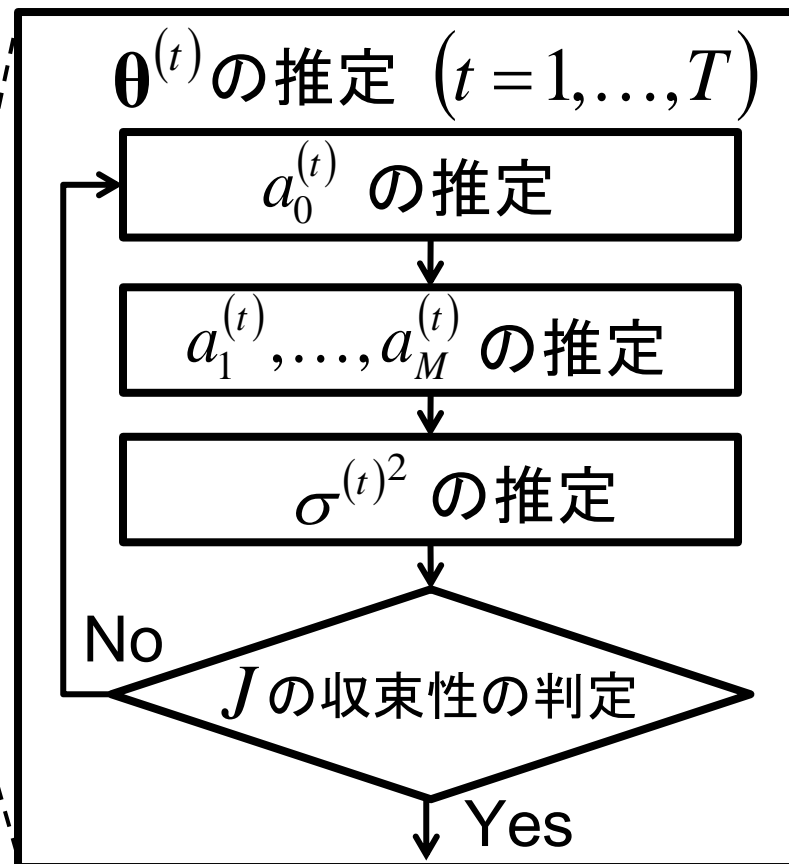 θ^(t)の推定 (t = 1,...,T)
a_0^(t) の推定
a_1^(t),...,a_M^(t) の推定
σ^(t)^2 の推定
No
Jの収束性の判定
Yes